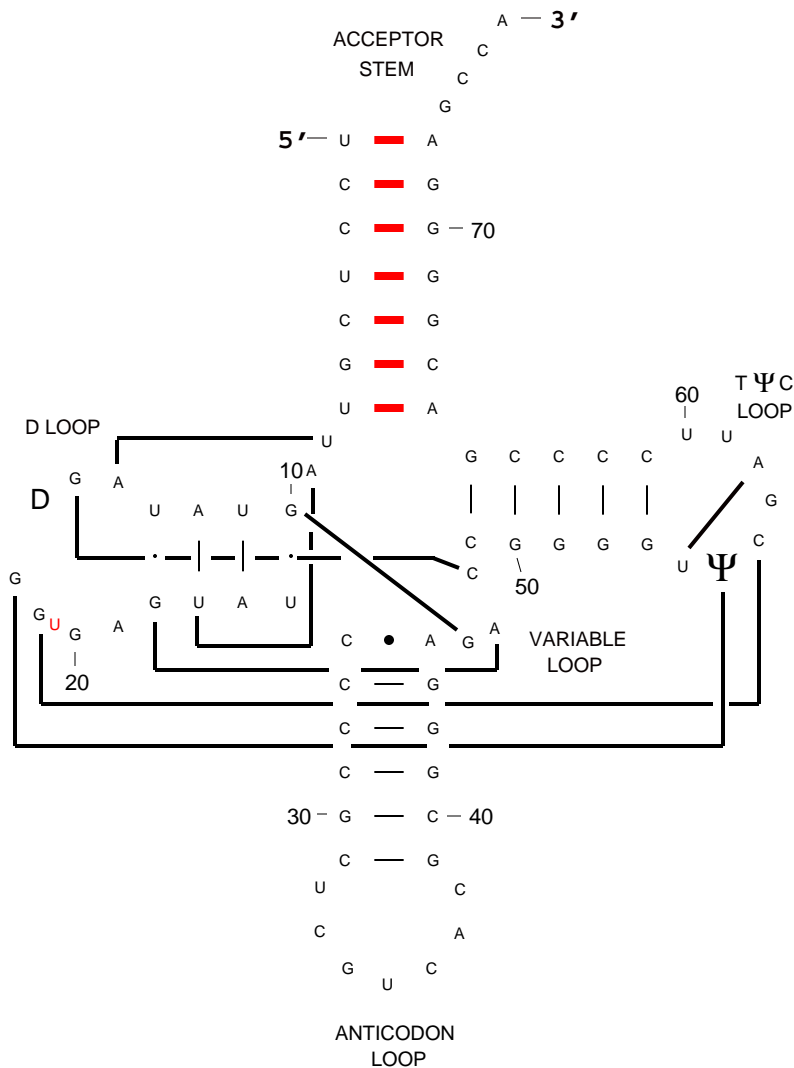 A — 3′
ACCEPTOR
STEM
C
C
G
5′ — U A
C G
C G — 70
U G
C G
G C
U A
T Ψ C
LOOP
60
D LOOP
U
U U
G A
10 A
G C C C C
A
D
U A U G
G
C G G G G
C
U Ψ
C
50
G
G U A U
G U G A
C • A G A
VARIABLE
LOOP
20
C G
C G
C G
30 — G C — 40
C G
U C
C A
G C
U
ANTICODON
LOOP